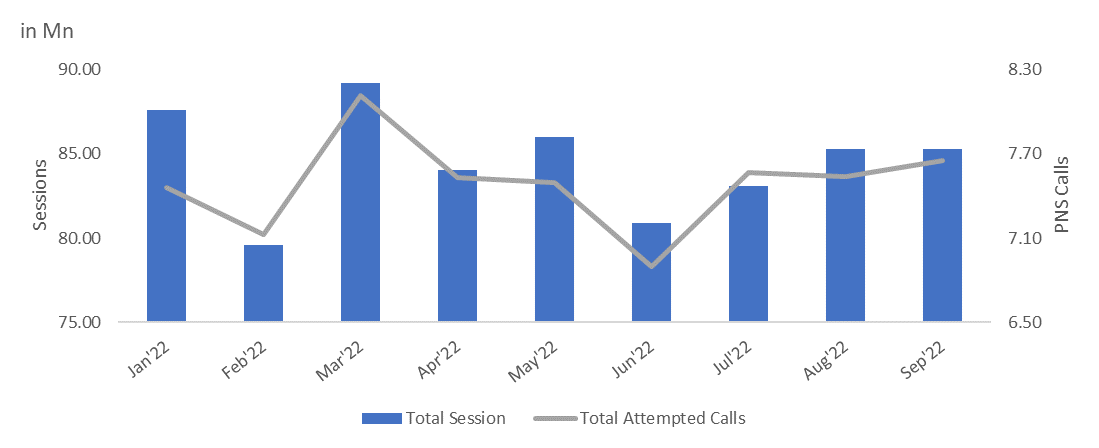 in Mn
90.00
85.00
80.00
75.00
Sessions
8.30
7.70
7.10
6.50
PNS Calls
Jan'22
Feb'22
Mar'22
Apr'22
May'22
Jun'22
Jul'22
Aug'22
Sep'22
Total Session
Total Attempted Calls